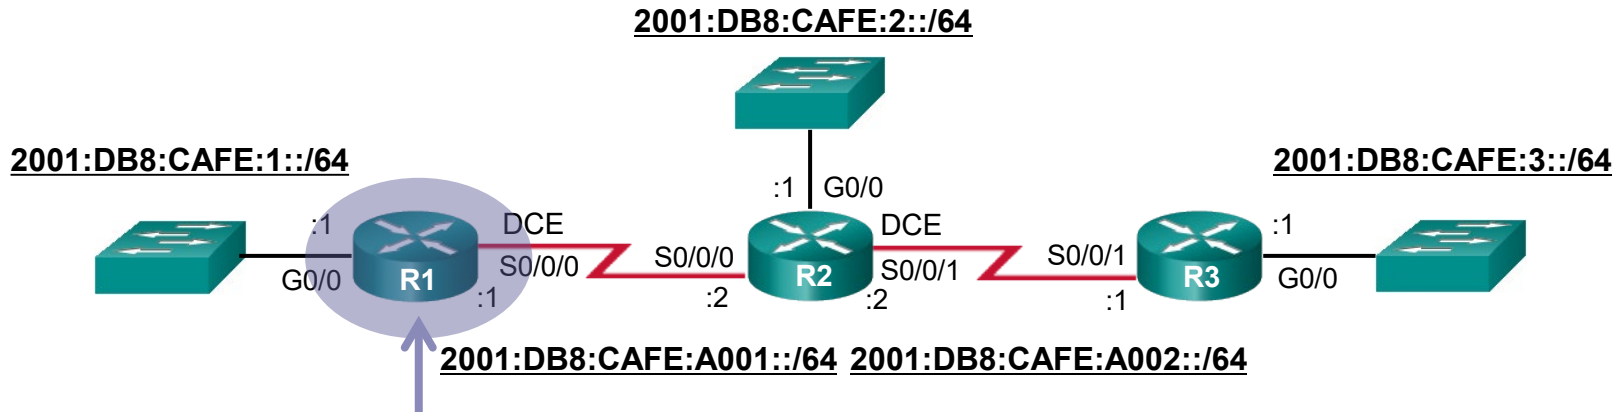 2001:DB8:CAFE:2::/64
2001:DB8:CAFE:1::/64
2001:DB8:CAFE:3::/64
:1 G0/0
:1 DCE
DCE :1
G0/0 R1 S0/0/0 S0/0/0 R2 S0/0/1 S0/0/1 R3 G0/0
:1 :2 :2 :1
2001:DB8:CAFE:A001::/64 2001:DB8:CAFE:A002::/64